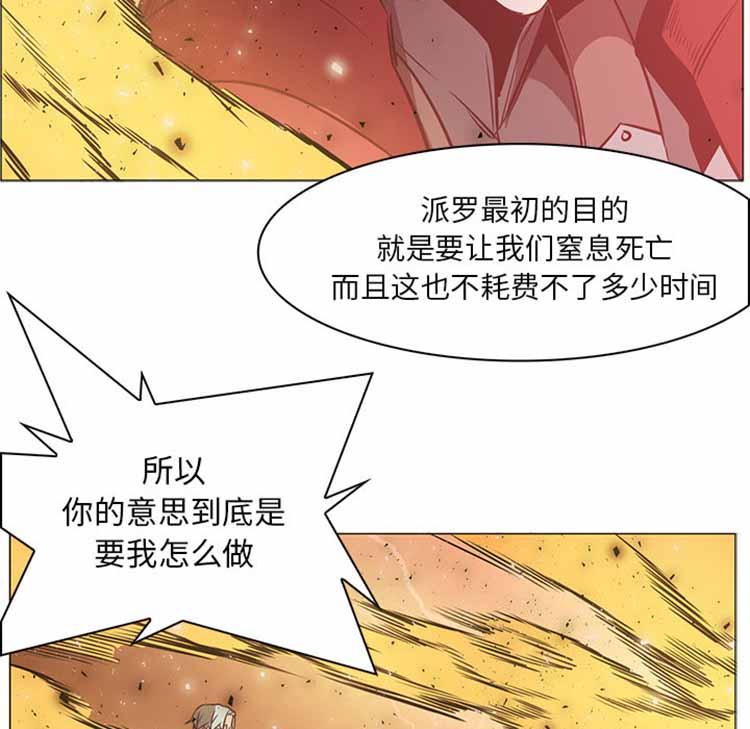 派罗最初的目的
就是要让我们窒息死亡
而且这也不耗费不了多少时间
所以
你的意思到底是
要我怎么做